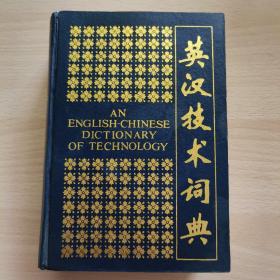 AN
ENGLISH-CHINESE
DICTIONARY
OF TECHNOLOGY
英汉技术词典